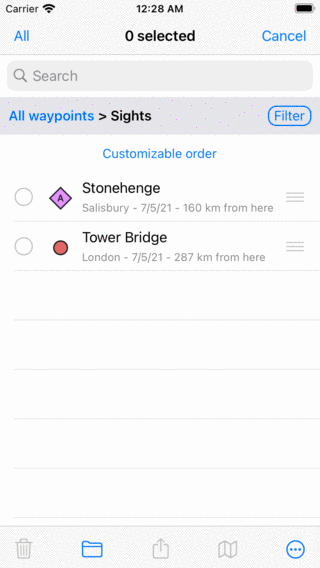 Carrier 12:28 AM
All 0 selected Cancel
Search
All waypoints > Sights Filter
Customizable order
A Stonehenge
Salisbury - 7/5/21 - 160 km from here
Tower Bridge
London - 7/5/21 - 287 km from here